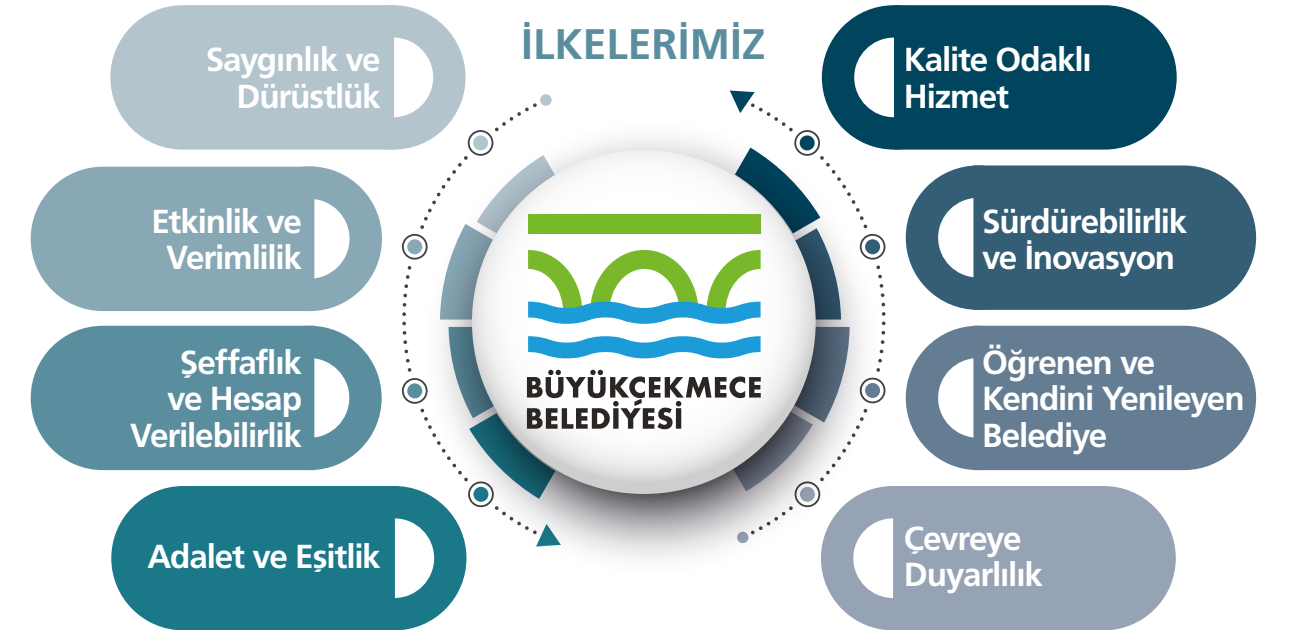 İLKELERİMİZ
Saygınlık ve
Dürüstlük
Etkinlik ve
Verimlilik
Şeffaflık
ve Hesap
Verilebilirlik
Adalet ve Eşitlik
BÜYÜKÇEKMECE
BELEDİYESİ
Kalite Odaklı
Hizmet
Sürdürebilirlik
ve İnovasyon
Öğrenen ve
Kendini Yenileyen
Belediye
Çevreye
Duyarlılık